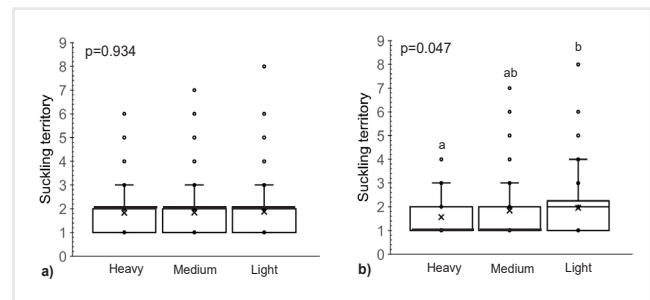 p=0.934
Suckling territory
9
8
7
6
5
4
3
2
1
0
Heavy Medium Light
a)
p=0.047
Suckling territory
9
8
7
6
5
4
3
2
1
0
a
ab
b
Heavy Medium Light
b)